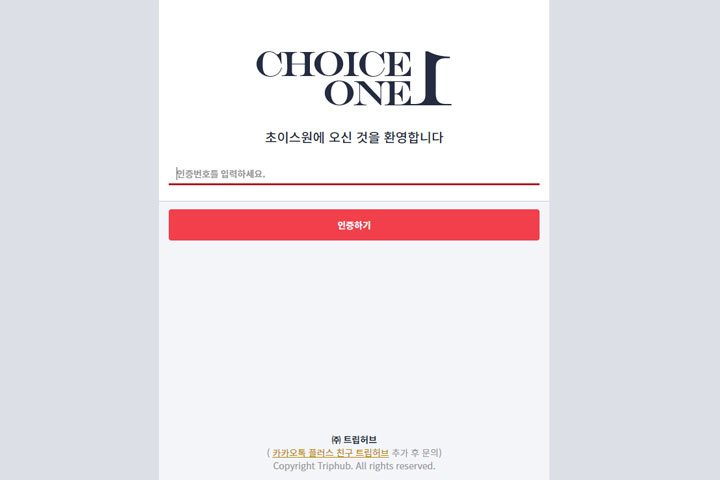 CHOICE
ONE 1
초이스원에 오신 것을 환영합니다
인증번호를 입력하세요.
인증하기
㈜ 트립허브
( 카카오톡 플러스 친구 트립허브 추가 후 문의)
Copyright Triphub. All rights reserved.